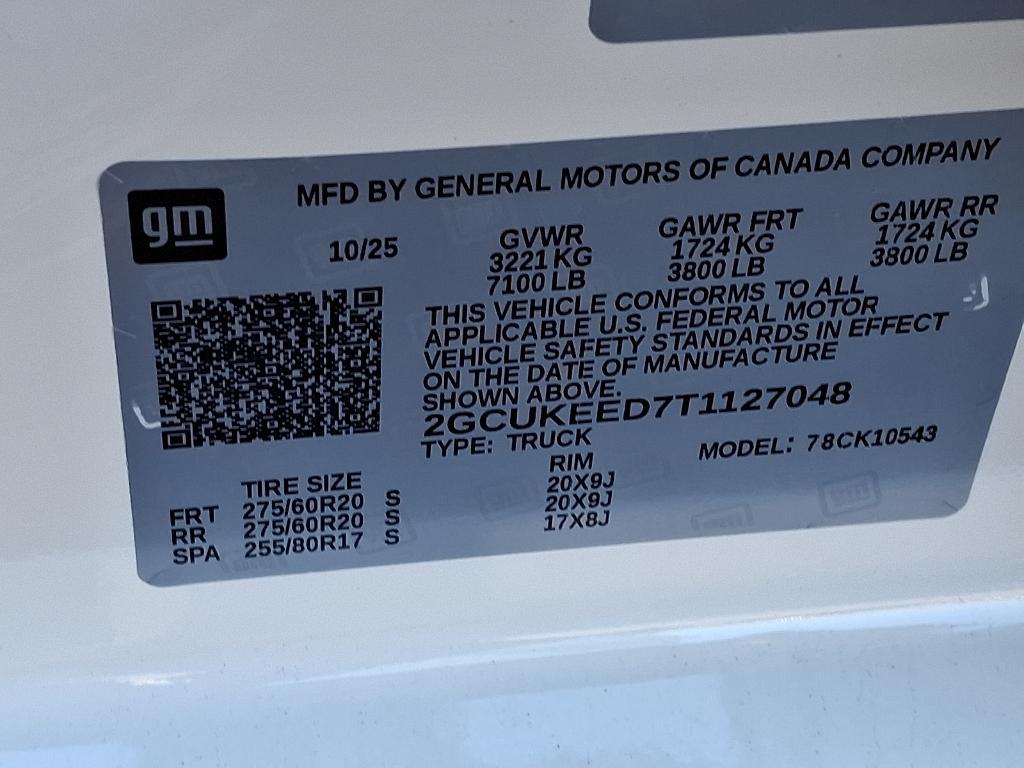 gm
MFD BY GENERAL MOTORS OF CANADA COMPANY
10/25
GVWR GAWR FRT GAWR RR
3221 KG 1724 KG 1724 KG
7100 LB 3800 LB 3800 LB
THIS VEHICLE CONFORMS TO ALL
APPLICABLE U.S. FEDERAL MOTOR
VEHICLE SAFETY STANDARDS IN EFFECT
ON THE DATE OF MANUFACTURE
SHOWN ABOVE.
2GCUKEED7T1127048
TYPE: TRUCK MODEL: 78CK10543
TIRE SIZE RIM
FRT 275/60R20 S 20X9J
RR 275/60R20 S 20X9J
SPA 255/80R17 S 17X8J